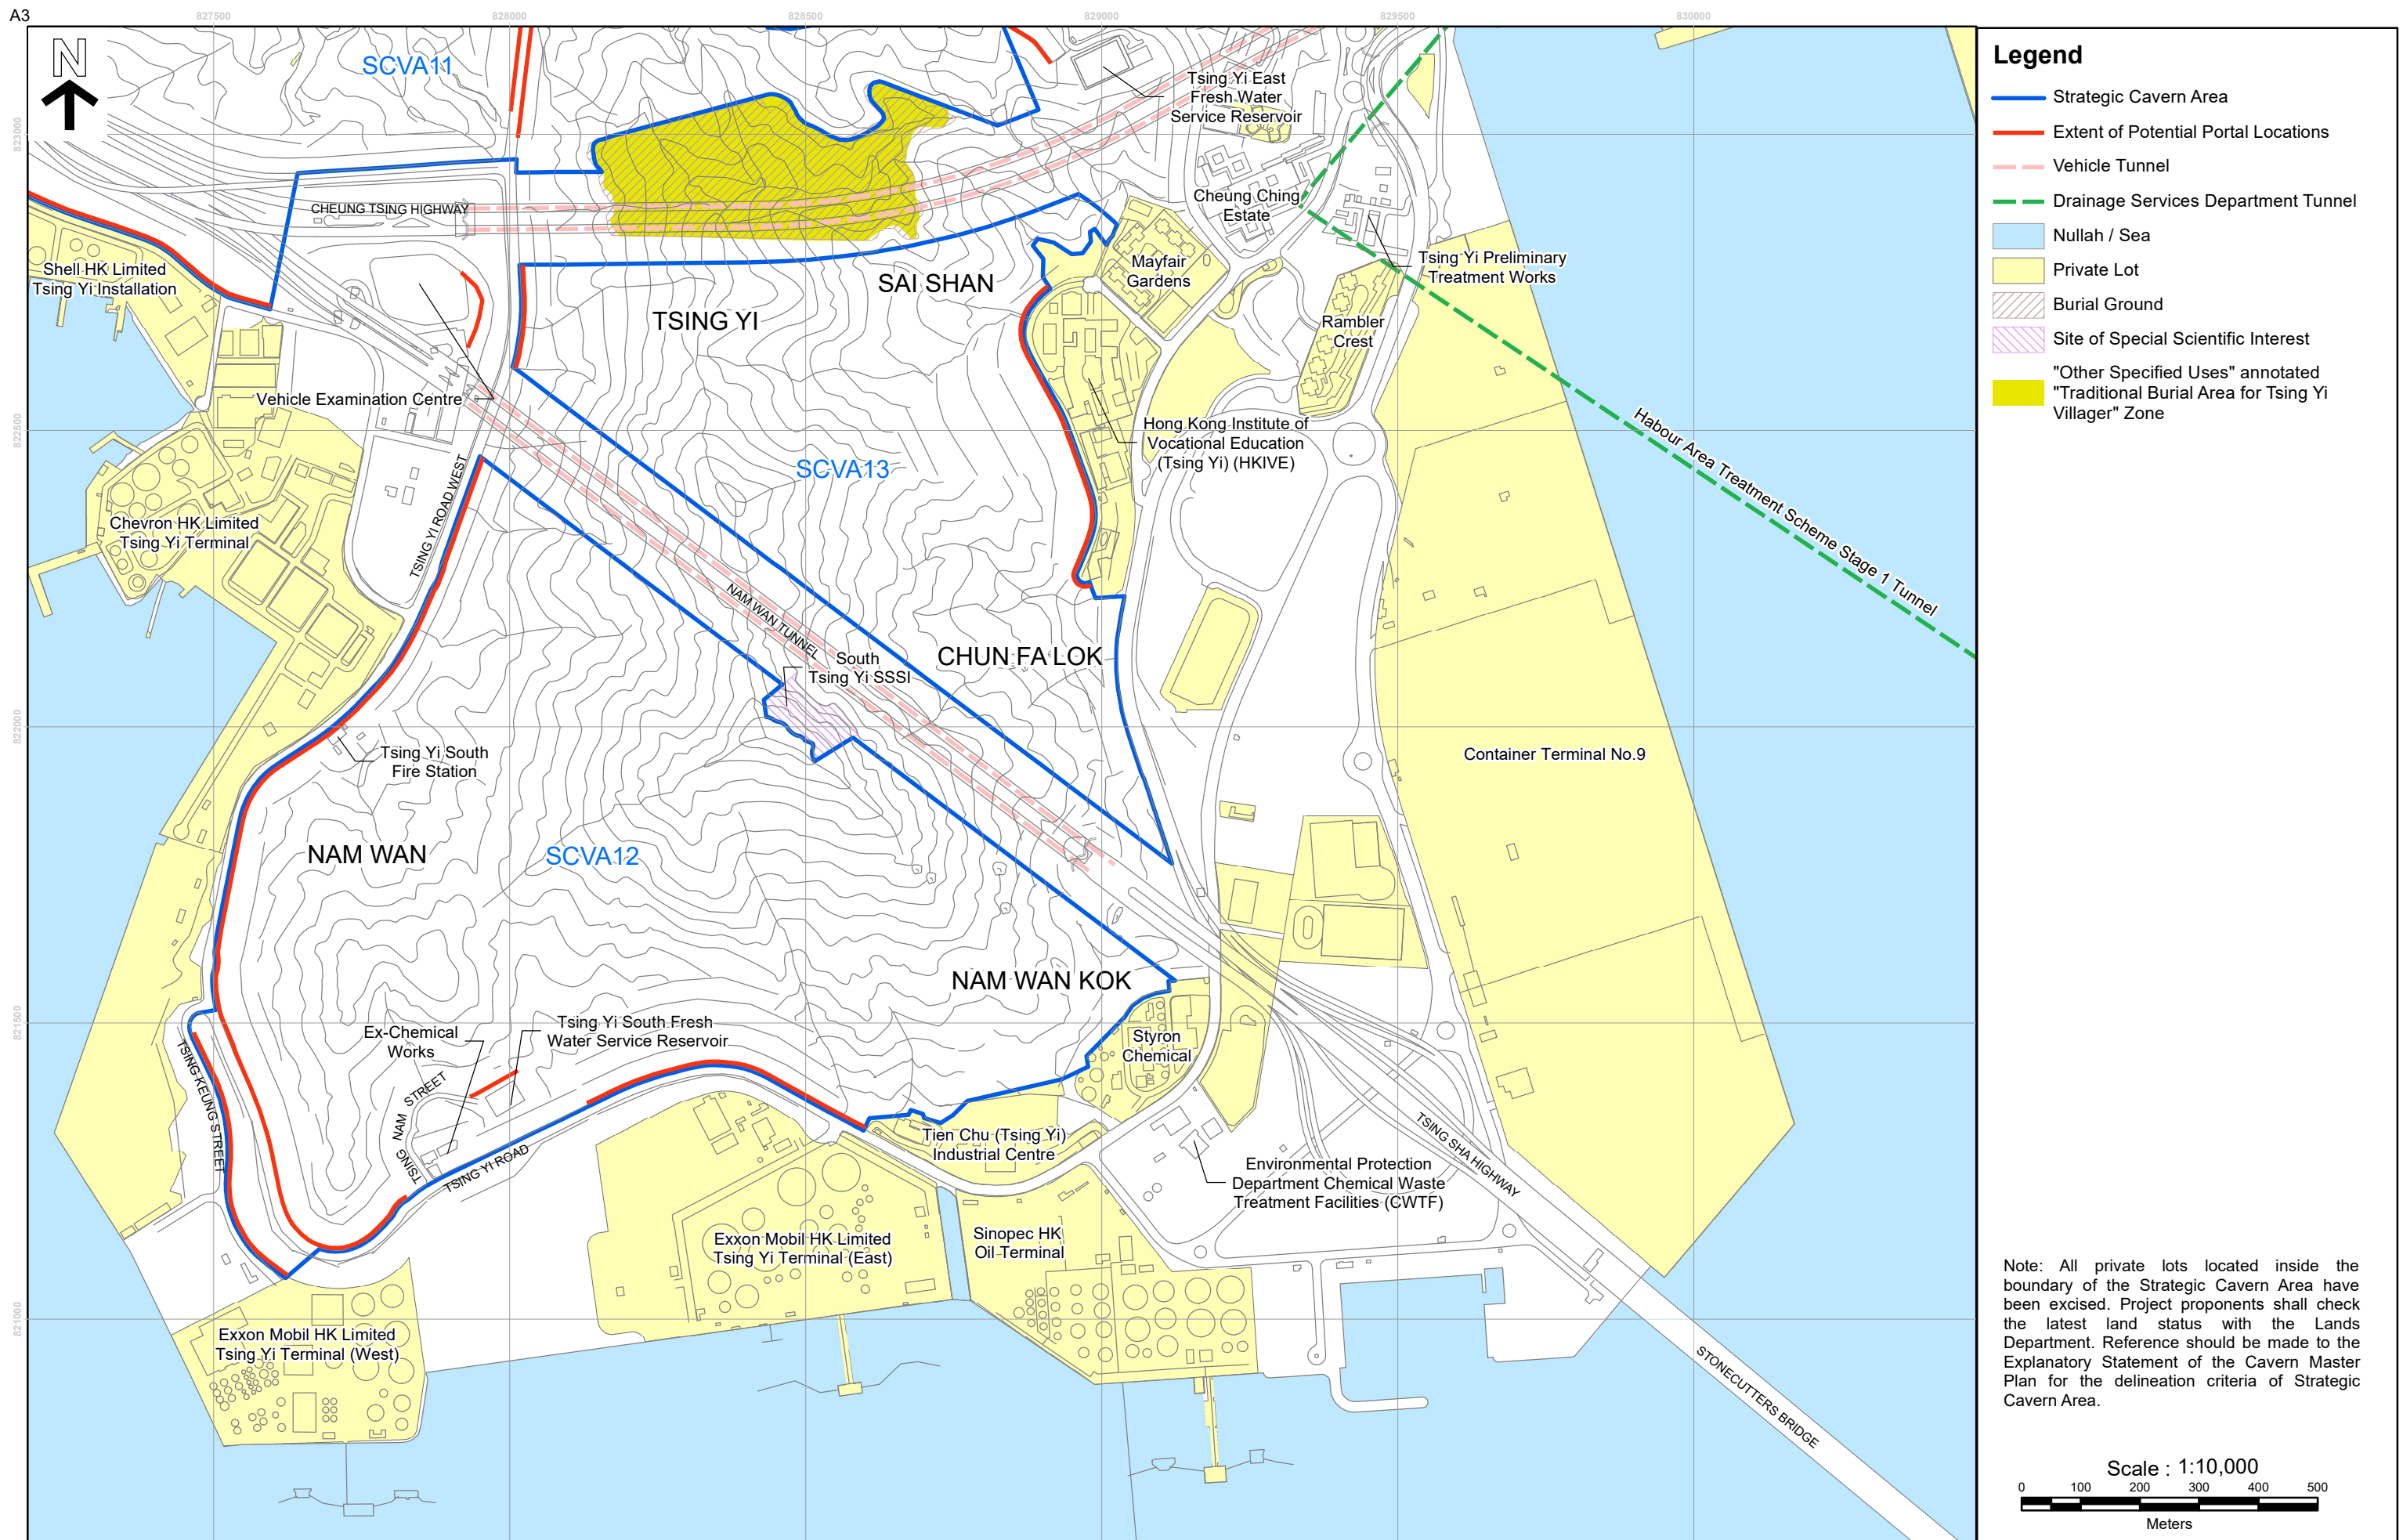 A3
827500
828000
828500
829000
829500
830000
823000
822500
822000
821500
821000
N
SCVA11
Tsing Yi East
Fresh Water
Service Reservoir
CHEUNG TSING HIGHWAY
Cheung Ching
Estate
Shell HK Limited
Tsing Yi Installation
SAI SHAN
Mayfair
Gardens
Tsing Yi Preliminary
Treatment Works
TSING YI
Rambler
Crest
Vehicle Examination Centre
Hong Kong Institute of
Vocational Education
(Tsing Yi) (HKIVE)
Habour Area Treatment Scheme Stage 1 Tunnel
SCVA13
TSING YI ROAD WEST
Chevron HK Limited
Tsing Yi Terminal
NAM WAN TUNNEL
South
Tsing Yi SSSI
CHUN FA LOK
Tsing Yi South
Fire Station
Container Terminal No.9
NAM WAN
SCVA12
NAM WAN KOK
Ex-Chemical
Works
Tsing Yi South Fresh
Water Service Reservoir
Styron
Chemical
TSING KEUNG STREET
TSING
NAM
STREET
TSING YI ROAD
Tien Chu (Tsing Yi)
Industrial Centre
TSING SHA HIGHWAY
Environmental Protection
Department Chemical Waste
Treatment Facilities (CWTF)
Exxon Mobil HK Limited
Tsing Yi Terminal (East)
Sinopec HK
Oil Terminal
Exxon Mobil HK Limited
Tsing Yi Terminal (West)
STONECUTTERS BRIDGE
Legend
Strategic Cavern Area
Extent of Potential Portal Locations
Vehicle Tunnel
Drainage Services Department Tunnel
Nullah / Sea
Private Lot
Burial Ground
Site of Special Scientific Interest
"Other Specified Uses" annotated
"Traditional Burial Area for Tsing Yi
Villager" Zone
Note: All private lots located inside the
boundary of the Strategic Cavern Area have
been excised. Project proponents shall check
the latest land status with the Lands
Department. Reference should be made to the
Explanatory Statement of the Cavern Master
Plan for the delineation criteria of Strategic
Cavern Area.
Scale : 1:10,000
0 100 200 300 400 500
Meters